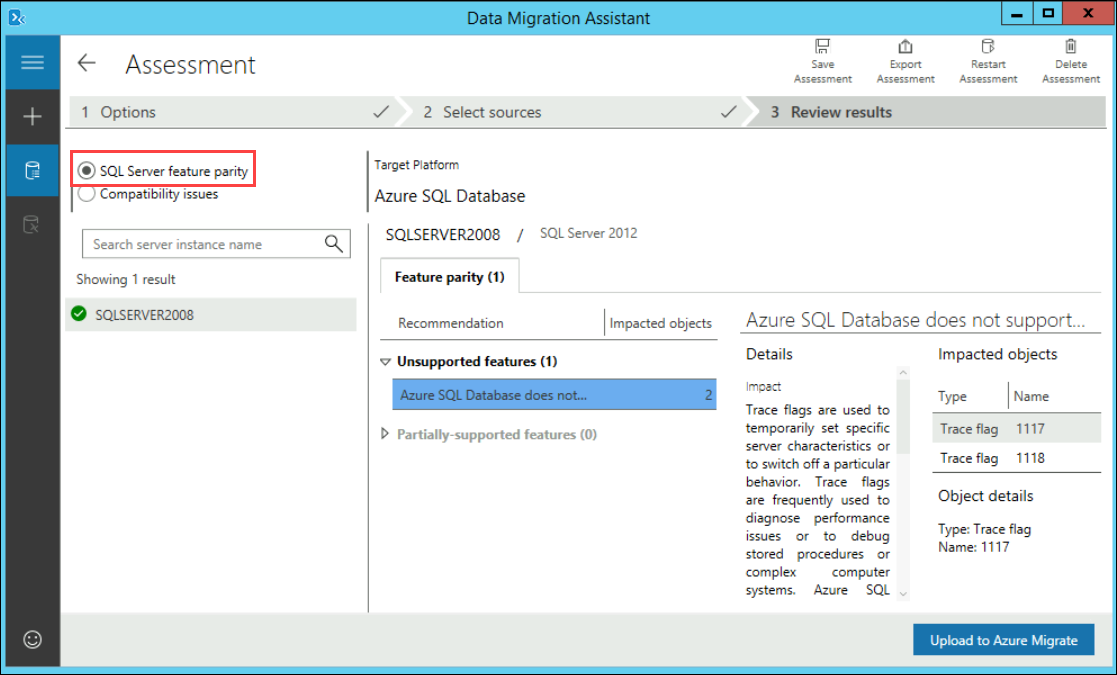 Data Migration Assistant
Assessment
Save Assessment
Export Assessment
Restart Assessment
Delete Assessment
1 Options
2 Select sources
3 Review results
SQL Server feature parity
Compatibility issues
Search server instance name
Showing 1 result
SQLSERVER2008
Target Platform
Azure SQL Database
SQLSERVER2008 / SQL Server 2012
Feature parity (1)
Recommendation Impacted objects
Unsupported features (1)
Azure SQL Database does not... 2
Partially-supported features (0)
Azure SQL Database does not support...
Details
Impact
Trace flags are used to
temporarily set specific
server characteristics or
to switch off a particular
behavior. Trace flags
are frequently used to
diagnose performance
issues or to debug
stored procedures or
complex computer
systems. Azure SQL
Impacted objects
Type Name
Trace flag 1117
Trace flag 1118
Object details
Type: Trace flag
Name: 1117
Upload to Azure Migrate